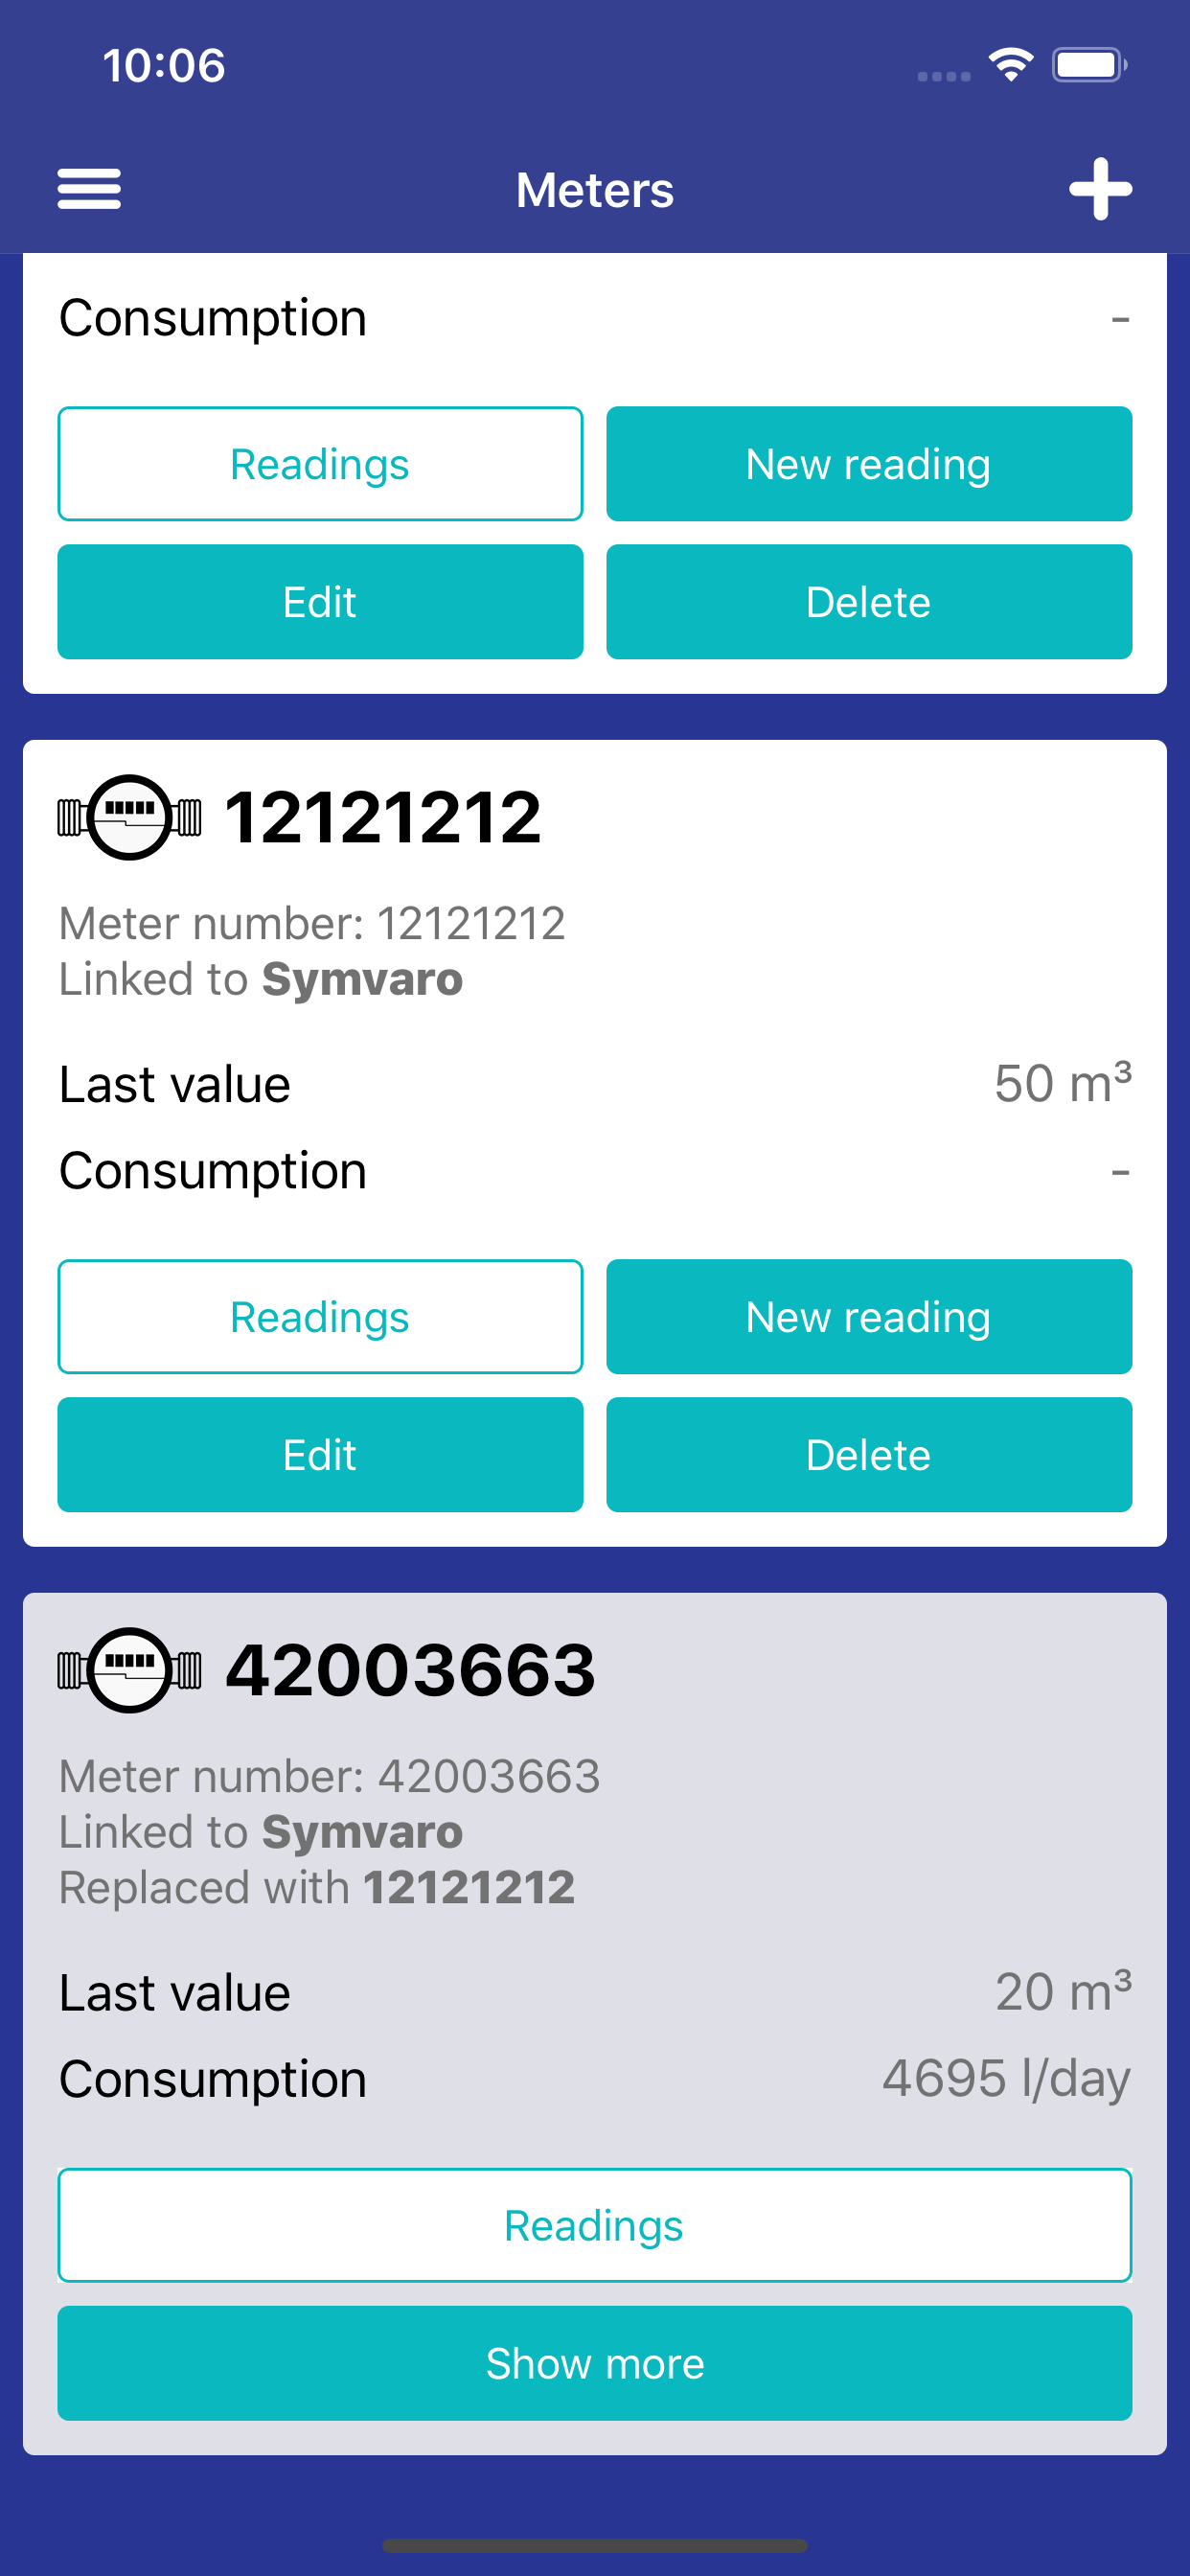 10:06
Meters
Consumption -
Readings New reading
Edit Delete
12121212
Meter number: 12121212
Linked to Symvaro
Last value 50 m³
Consumption -
Readings New reading
Edit Delete
42003663
Meter number: 42003663
Linked to Symvaro
Replaced with 12121212
Last value 20 m³
Consumption 4695 l/day
Readings
Show more